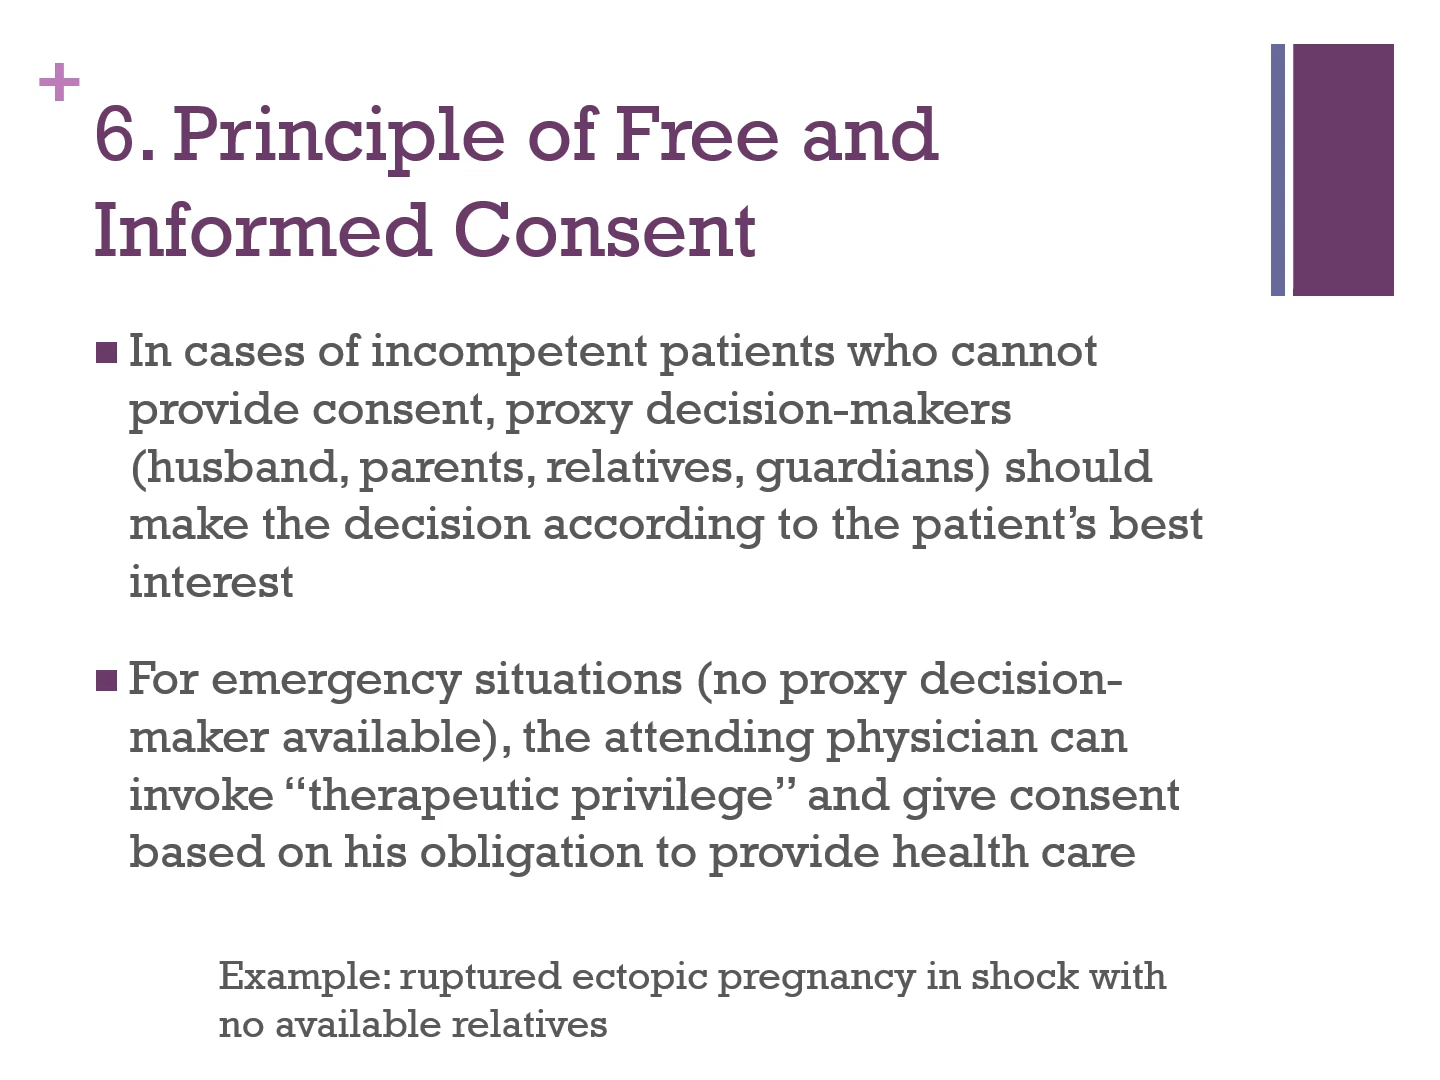 +
6. Principle of Free and
Informed Consent
■ In cases of incompetent patients who cannot
provide consent, proxy decision-makers
(husband, parents, relatives, guardians) should
make the decision according to the patient’s best
interest
■ For emergency situations (no proxy decision-
maker available), the attending physician can
invoke “therapeutic privilege” and give consent
based on his obligation to provide health care
Example: ruptured ectopic pregnancy in shock with
no available relatives